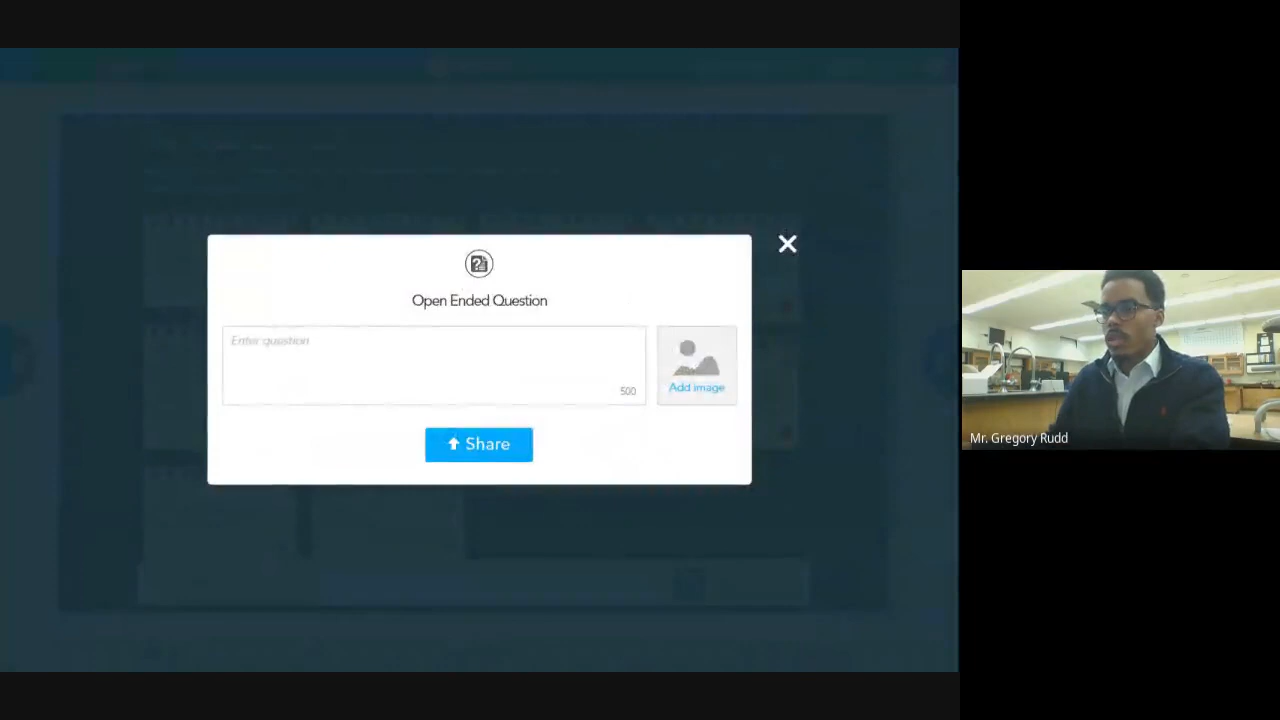 Open Ended Question
Enter question
500
Add image
Share
Mr. Gregory Rudd